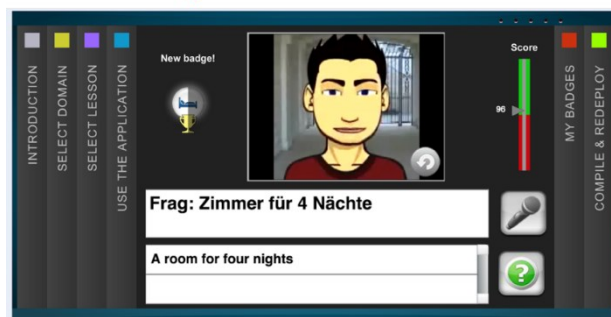 INTRODUCTION
SELECT DOMAIN
SELECT LESSON
USE THE APPLICATION
New badge!
Score
96
Frag: Zimmer für 4 Nächte
A room for four nights
?
MY BADGES
COMPILE & REDEPLOY